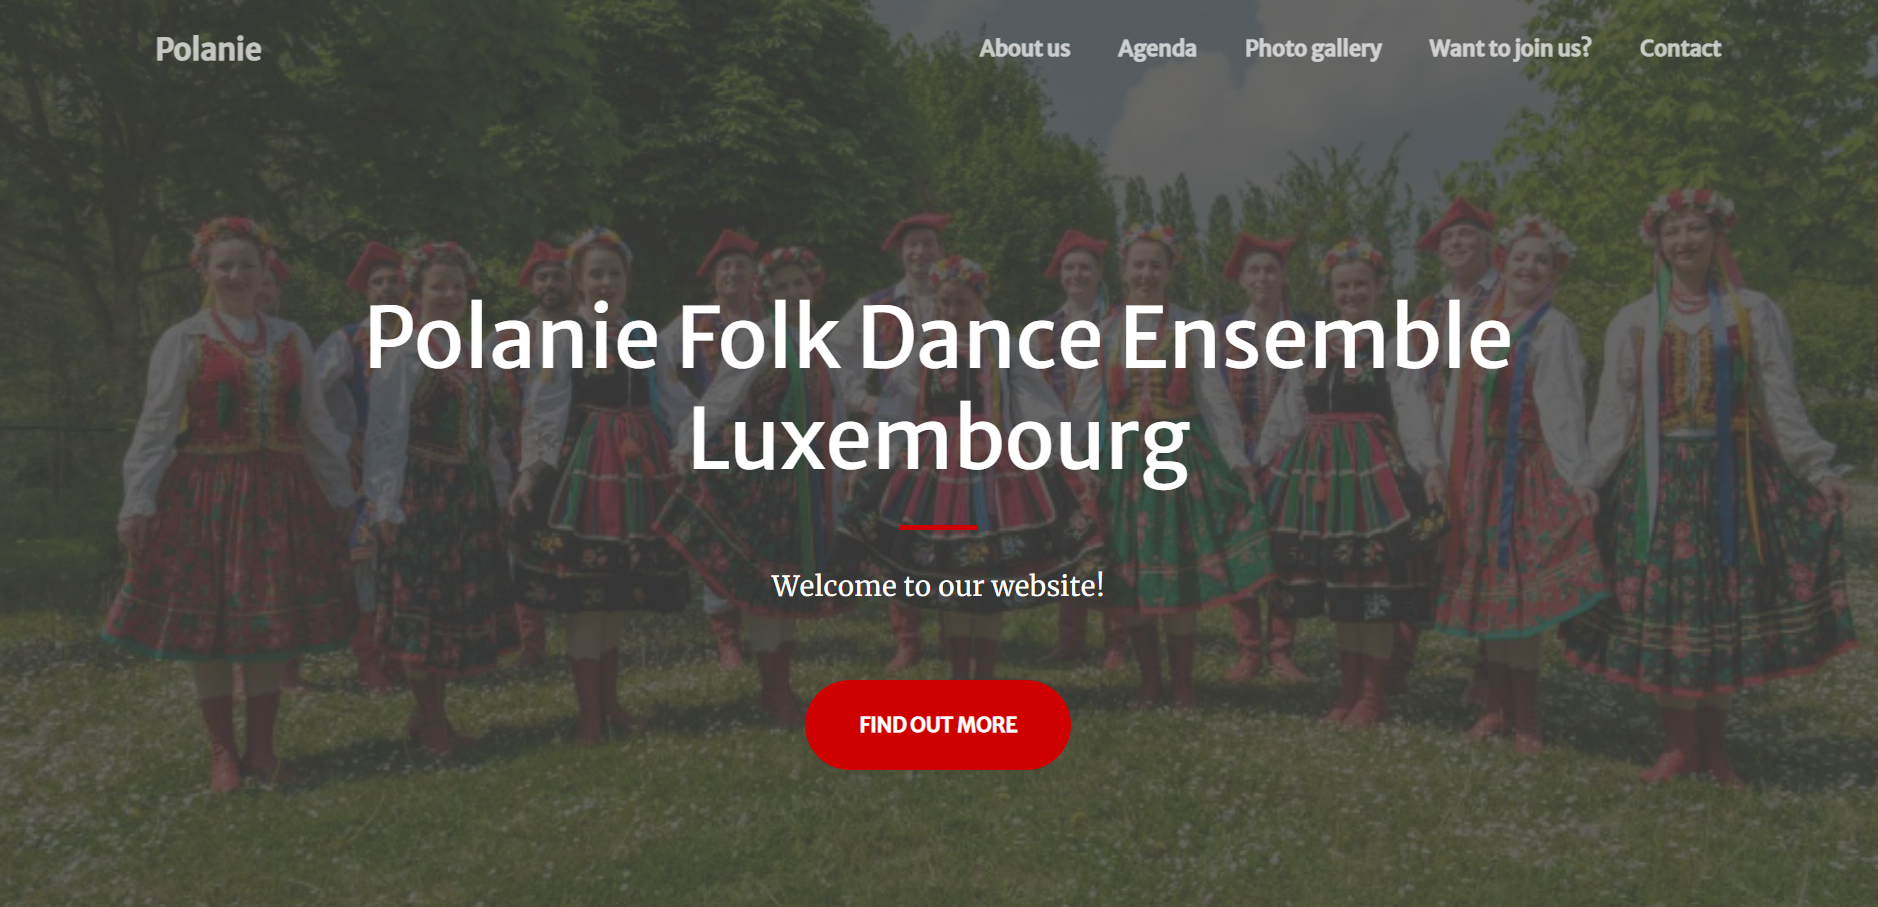 Polanie
About us
Agenda
Photo gallery
Want to join us?
Contact
Polanie Folk Dance Ensemble
Luxembourg
Welcome to our website!
FIND OUT MORE